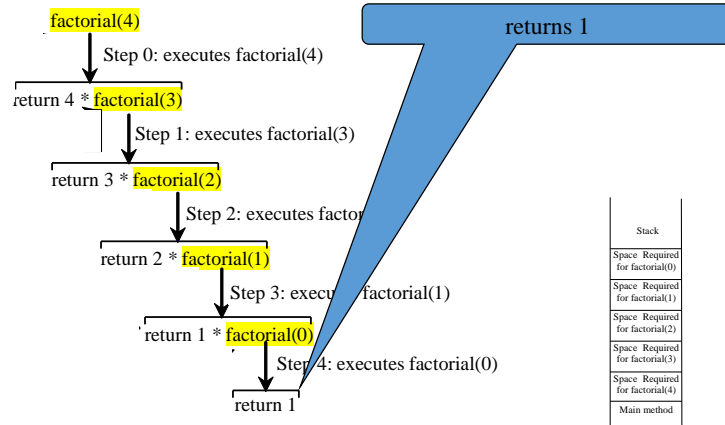 factorial(4)
returns 1
Step 0: executes factorial(4)
return 4 * factorial(3)
Step 1: executes factorial(3)
return 3 * factorial(2)
Step 2: executes
return 2 * factorial(1)
Step 3: factorial(1)
return 1 * factorial(0)
Step 4: executes factorial(0)
return 1
Stack
Space Required
for factorial(0)
Space Required
for factorial(1)
Space Required
for factorial(2)
Space Required
for factorial(3)
Space Required
for factorial(4)
Main method